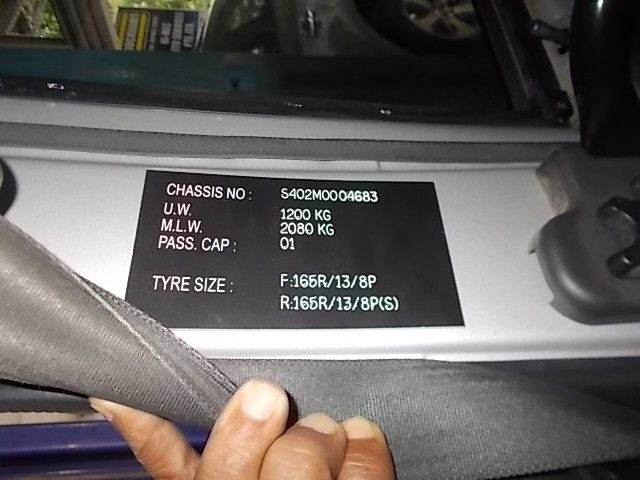 CHASSIS NO : S402M0004683
U.W. 1200 KG
M.L.W. 2080 KG
PASS. CAP : 01
TYRE SIZE : F:165R/13/8P
R:165R/13/8P(S)